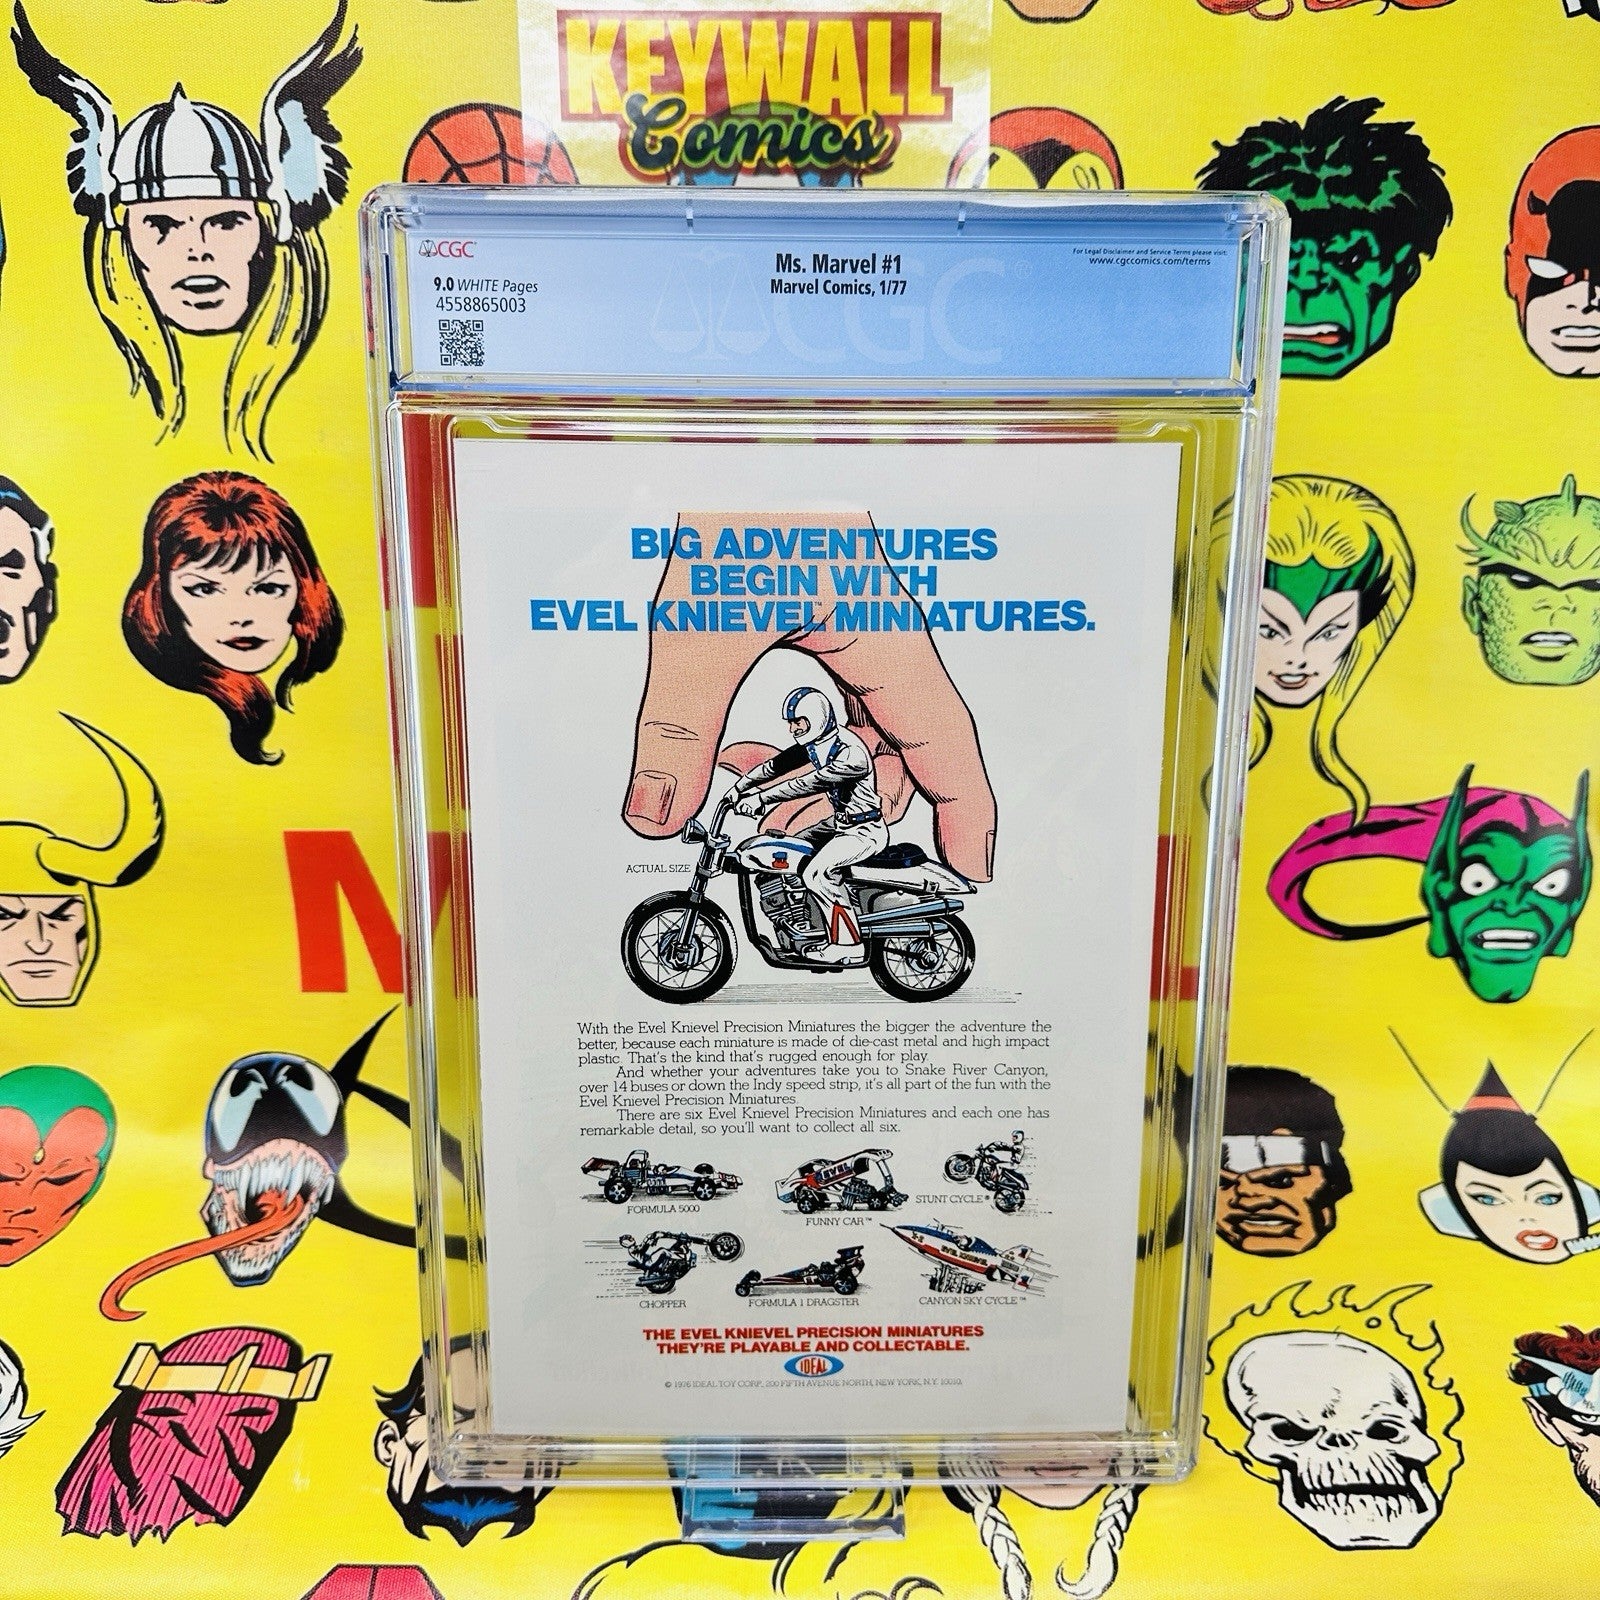 KEYWALL
Comics
CGC
For Legal Disclaimer and Service Terms please visit:
www.cgccomics.com/terms
Ms. Marvel #1
Marvel Comics, 1/77
9.0 WHITE Pages
4558865003
BIG ADVENTURES
BEGIN WITH
EVEL KNIEVEL™ MINIATURES.
ACTUAL SIZE
With the Evel Knievel Precision Miniatures the bigger the adventure the
better, because each miniature is made of die-cast metal and high impact
plastic. That's the kind that's rugged enough for play.
And whether your adventures take you to Snake River Canyon,
over 14 buses or down the Indy speed strip, it's all part of the fun with the
Evel Knievel Precision Miniatures.
There are six Evel Knievel Precision Miniatures and each one has
remarkable detail, so you'll want to collect all six.
FORMULA 5000
EVEL
FUNNY CAR™
STUNT CYCLE®
CHOPPER
FORMULA 1 DRAGSTER
EVEL KNIEVEL
CANYON SKY CYCLE™
THE EVEL KNIEVEL PRECISION MINIATURES
THEY'RE PLAYABLE AND COLLECTABLE.
IDEAL
© 1976 IDEAL TOY CORP., 200 FIFTH AVENUE NORTH, NEW YORK, N.Y. 10010.